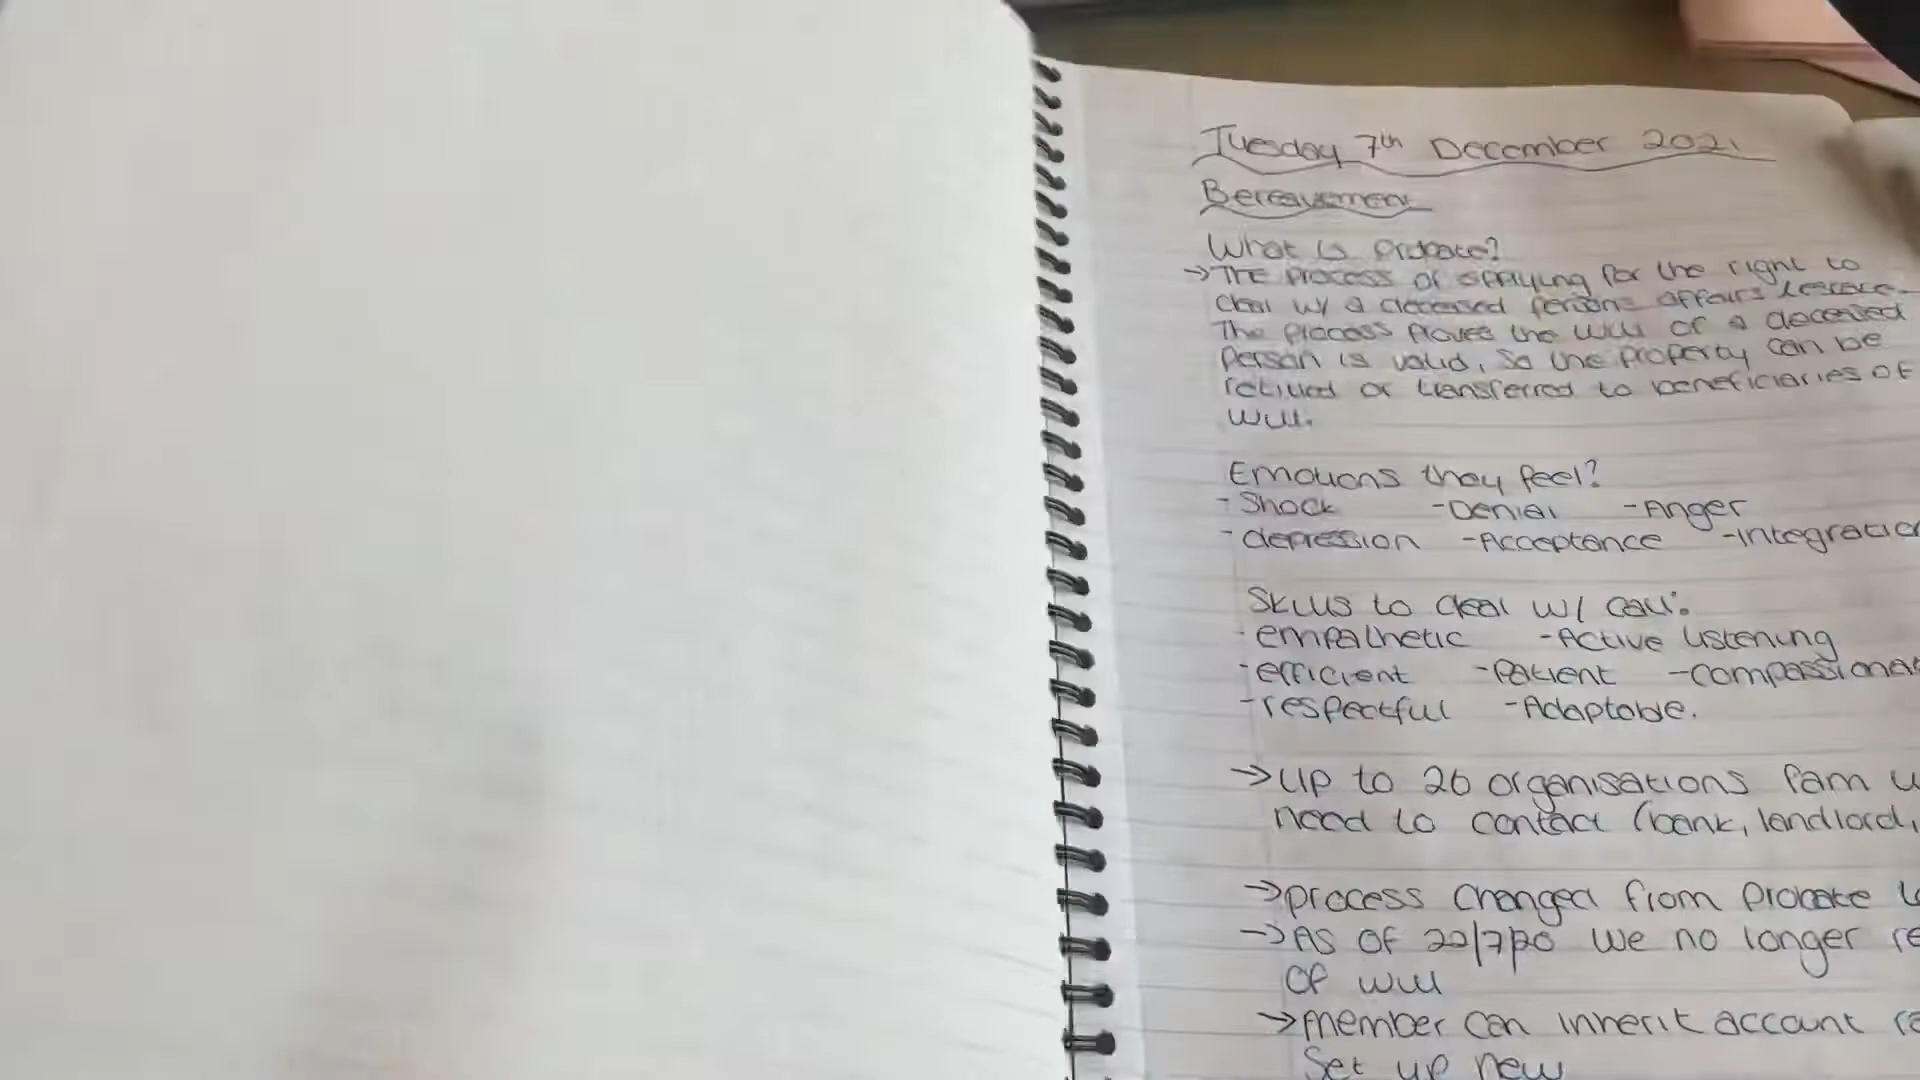 Tuesday 7th December 2021
Bereavement
What is probate?
→ The process of applying for the right to
deal w/ a deceased persons affairs
The process proves the will of a deceased
person is valid, so the property can be
retitled or transferred to beneficiaries of
will.
Emotions they feel?
- Shock - Denial - Anger
- depression - Acceptance - Integration
Skills to deal w/ call:
- empathetic - Active listening
- efficient - Patient - compassionat
- respectful - Adaptable.
→ up to 26 organisations fam
need to contact (bank, landlord,
→ process changed from probate
→ As of 22/7/20 we no longer re
of will
→ member can inherit account
Set up new